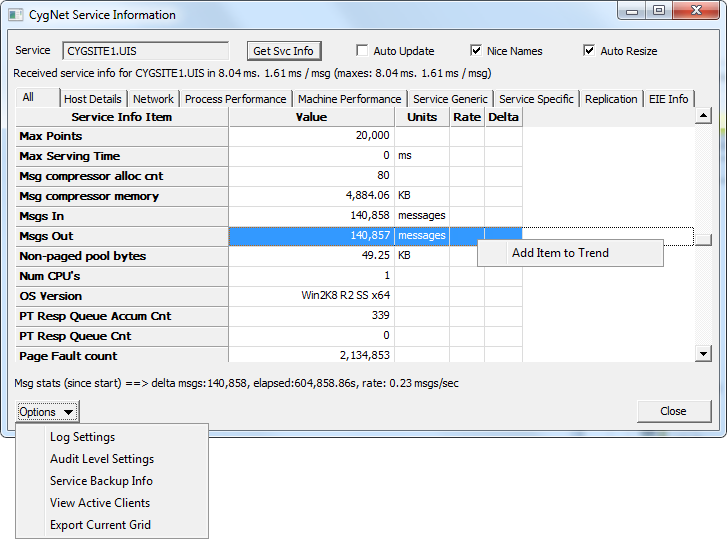 CygNet Service Information
Service CYGSITE1.UIS Get Svc Info Auto Update Nice Names Auto Resize
Received service info for CYGSITE1.UIS in 8.04 ms. 1.61 ms / msg (maxes: 8.04 ms. 1.61 ms / msg)
All Host Details Network Process Performance Machine Performance Service Generic Service Specific Replication EIE Info
Service Info Item Value Units Rate Delta
Max Points 20,000
Max Serving Time 0 ms
Msg compressor alloc cnt 80
Msg compressor memory 4,884.06 KB
Msgs In 140,858 messages
Msgs Out 140,857 messages
Add Item to Trend
Non-paged pool bytes 49.25 KB
Num CPU's 1
OS Version Win2K8 R2 SS x64
PT Resp Queue Accum Cnt 339
PT Resp Queue Cnt 0
Page Fault count 2,134,853
Msg stats (since start) ==> delta msgs:140,858, elapsed:604,858.86s, rate: 0.23 msgs/sec
Options Close
Log Settings
Audit Level Settings
Service Backup Info
View Active Clients
Export Current Grid